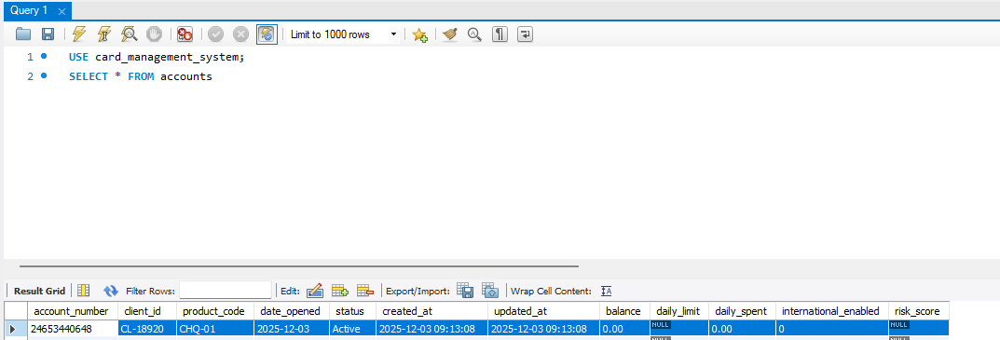 Query 1
Limit to 1000 rows
1 USE card_management_system;
2 SELECT * FROM accounts
Result Grid Filter Rows: Edit: Export/Import: Wrap Cell Content:
account_number client_id product_code date_opened status created_at updated_at balance daily_limit daily_spent international_enabled risk_score
24653440648 CL-18920 CHQ-01 2025-12-03 Active 2025-12-03 09:13:08 2025-12-03 09:13:08 0.00 NULL 0.00 0 NULL
NULL NULL